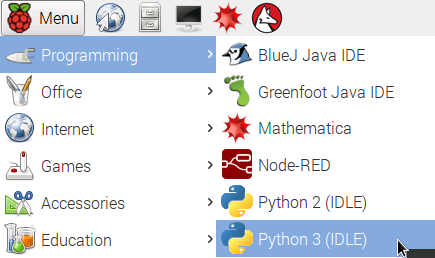 Menu
Programming
Office
Internet
Games
Accessories
Education
BlueJ Java IDE
Greenfoot Java IDE
Mathematica
Node-RED
Python 2 (IDLE)
Python 3 (IDLE)